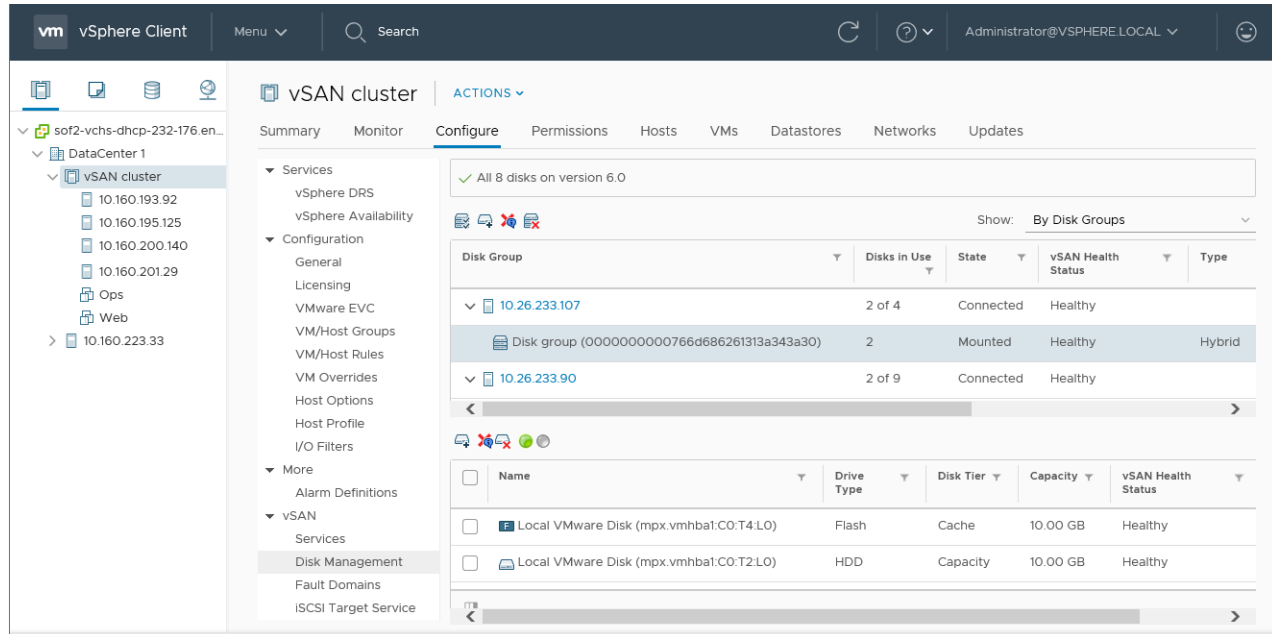 vm vSphere Client Menu Search Administrator@VSPHERE.LOCAL
sof2-vchs-dhcp-232-176.en...
DataCenter 1
vSAN cluster
10.160.193.92
10.160.195.125
10.160.200.140
10.160.201.29
Ops
Web
10.160.223.33
vSAN cluster ACTIONS
Summary Monitor Configure Permissions Hosts VMs Datastores Networks Updates
Services
vSphere DRS
vSphere Availability
Configuration
General
Licensing
VMware EVC
VM/Host Groups
VM/Host Rules
VM Overrides
Host Options
Host Profile
I/O Filters
More
Alarm Definitions
vSAN
Services
Disk Management
Fault Domains
iSCSI Target Service
All 8 disks on version 6.0
Show: By Disk Groups
Disk Group Disks in Use State vSAN Health Status Type
10.26.233.107 2 of 4 Connected Healthy
Disk group (0000000000766d686261313a343a30) 2 Mounted Healthy Hybrid
10.26.233.90 2 of 9 Connected Healthy
Name Drive Type Disk Tier Capacity vSAN Health Status
F Local VMware Disk (mpx.vmhba1:C0:T4:L0) Flash Cache 10.00 GB Healthy
Local VMware Disk (mpx.vmhba1:C0:T2:L0) HDD Capacity 10.00 GB Healthy